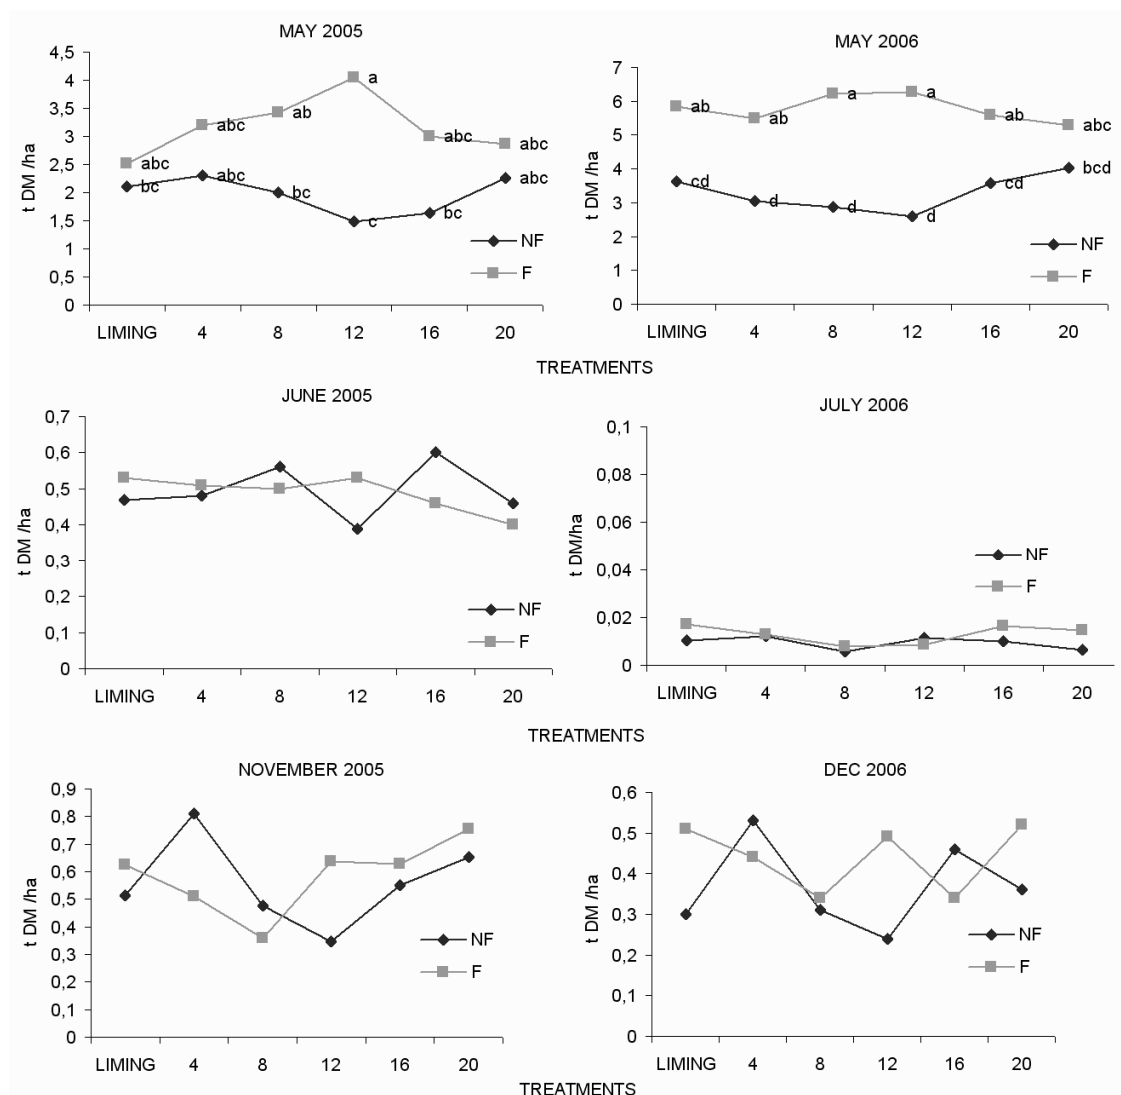 MAY 2005
4,5
4
3,5
3
2,5
2
1,5
1
0,5
0
t DM /ha
abc
abc
ab
a
abc
abc
bc
abc
bc
c
bc
abc
NF
F
LIMING 4 8 12 16 20
MAY 2006
7
6
5
4
3
2
1
0
t DM /ha
ab
ab
a
a
ab
abc
cd
d
d
d
cd
bcd
NF
F
LIMING 4 8 12 16 20
TREATMENTS
JUNE 2005
0,7
0,6
0,5
0,4
0,3
0,2
0,1
0
t DM /ha
NF
F
LIMING 4 8 12 16 20
JULY 2006
0,1
0,08
0,06
0,04
0,02
0
t DM/ha
NF
F
LIMING 4 8 12 16 20
TREATMENTS
NOVEMBER 2005
0,9
0,8
0,7
0,6
0,5
0,4
0,3
0,2
0,1
0
t DM /ha
NF
F
LIMING 4 8 12 16 20
DEC 2006
0,6
0,5
0,4
0,3
0,2
0,1
0
t DM /ha
NF
F
LIMING 4 8 12 16 20
TREATMENTS